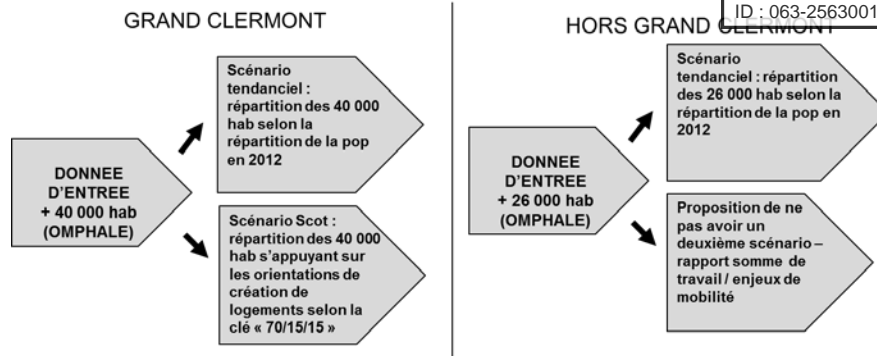 GRAND CLERMONT
DONNEE
D'ENTREE
+ 40 000 hab
(OMPHALE)
Scénario
tendanciel :
répartition des 40 000
hab selon la
répartition de la pop
en 2012
Scénario Scot :
répartition des 40 000
hab s'appuyant sur
les orientations de
création de
logements selon la
clé « 70/15/15 »
ID : 063-2563001
HORS GRAND CLERMONT
DONNEE
D'ENTREE
+ 26 000 hab
(OMPHALE)
Scénario
tendanciel : répartition
des 26 000 hab selon la
répartition de la pop en
2012
Proposition de ne
pas avoir un
deuxième scénario –
rapport somme de
travail / enjeux de
mobilité